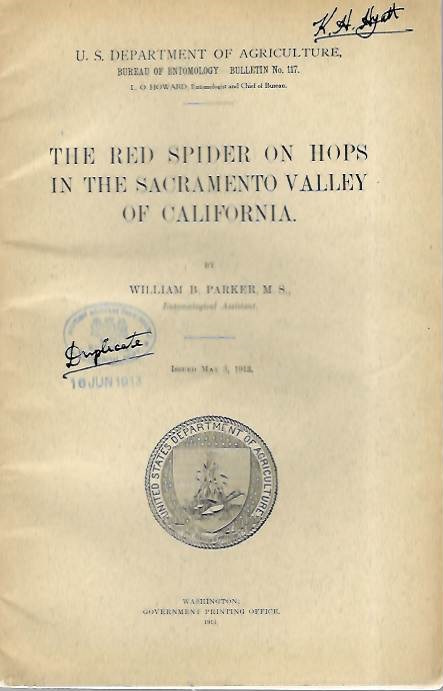 K. H. Hyatt
U. S. DEPARTMENT OF AGRICULTURE,
BUREAU OF ENTOMOLOGY BULLETIN No. 117.
L. O. HOWARD, Entomologist and Chief of Bureau.
THE RED SPIDER ON HOPS
IN THE SACRAMENTO VALLEY
OF CALIFORNIA.
BY
WILLIAM B. PARKER, M. S.,
Entomological Assistant.
Duplicate
16 JUN 1913
ISSUED MAY 3, 1913.
UNITED STATES DEPARTMENT OF AGRICULTURE
WASHINGTON:
GOVERNMENT PRINTING OFFICE.
1913